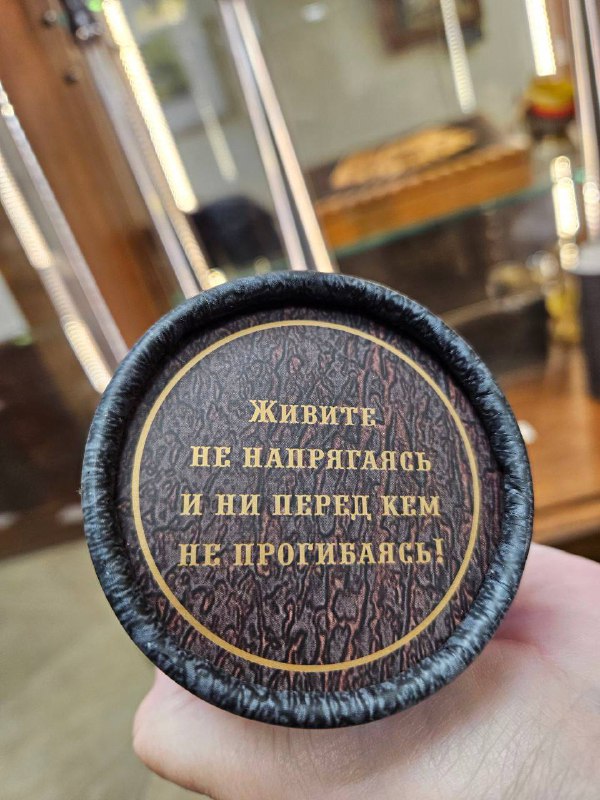 Живите
не напрягаясь
и ни перед кем
не прогибаясь!